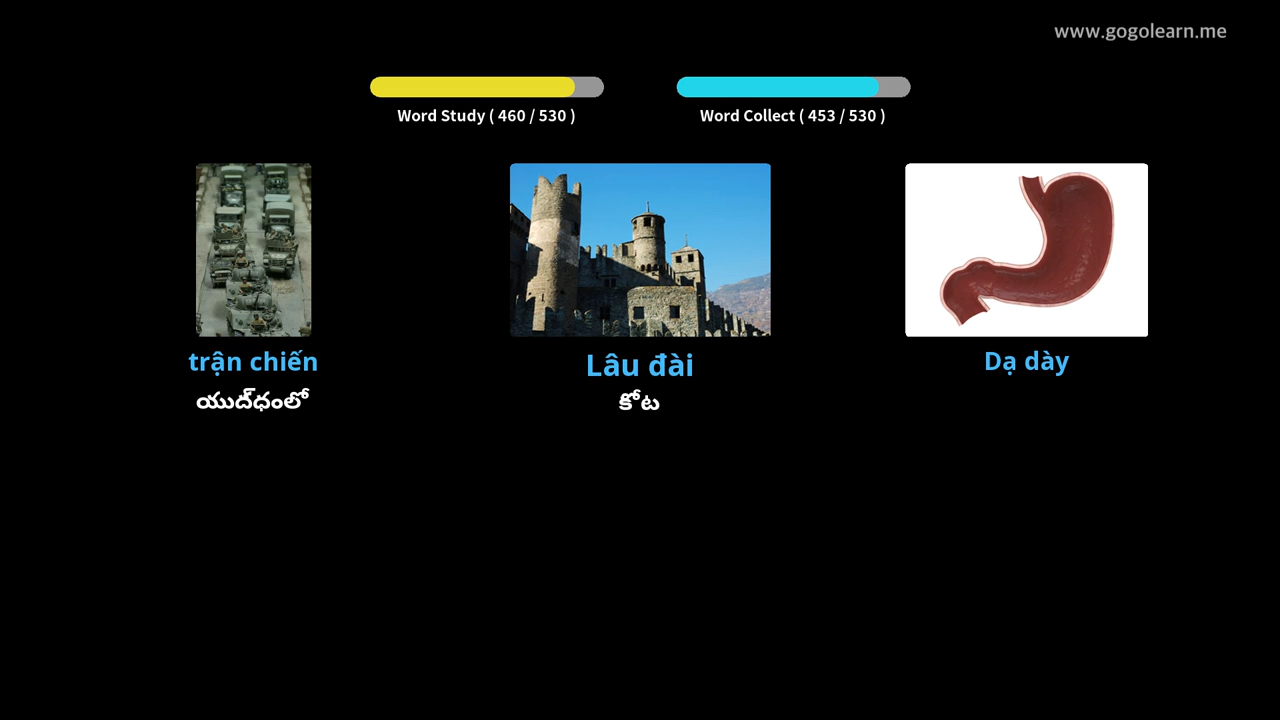 www.gogolearn.me
Word Study ( 460 / 530 )
Word Collect ( 453 / 530 )
trận chiến
Lâu đài
Dạ dày
యుద్ధంలో
కోట